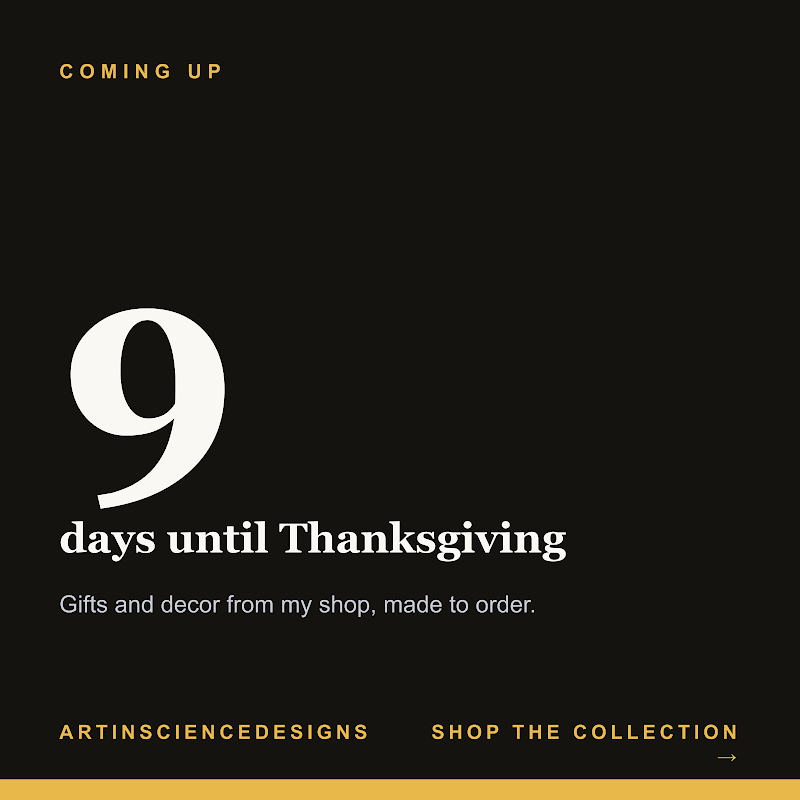 COMING UP
9
days until Thanksgiving
Gifts and decor from my shop, made to order.
ARTINSCIENCEDESIGNS
SHOP THE COLLECTION
→